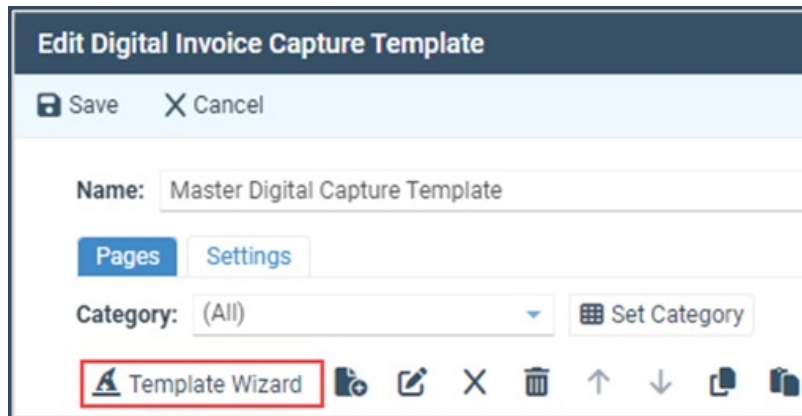 Edit Digital Invoice Capture Template
Save Cancel
Name: Master Digital Capture Template
Pages Settings
Category: (All) Set Category
Template Wizard